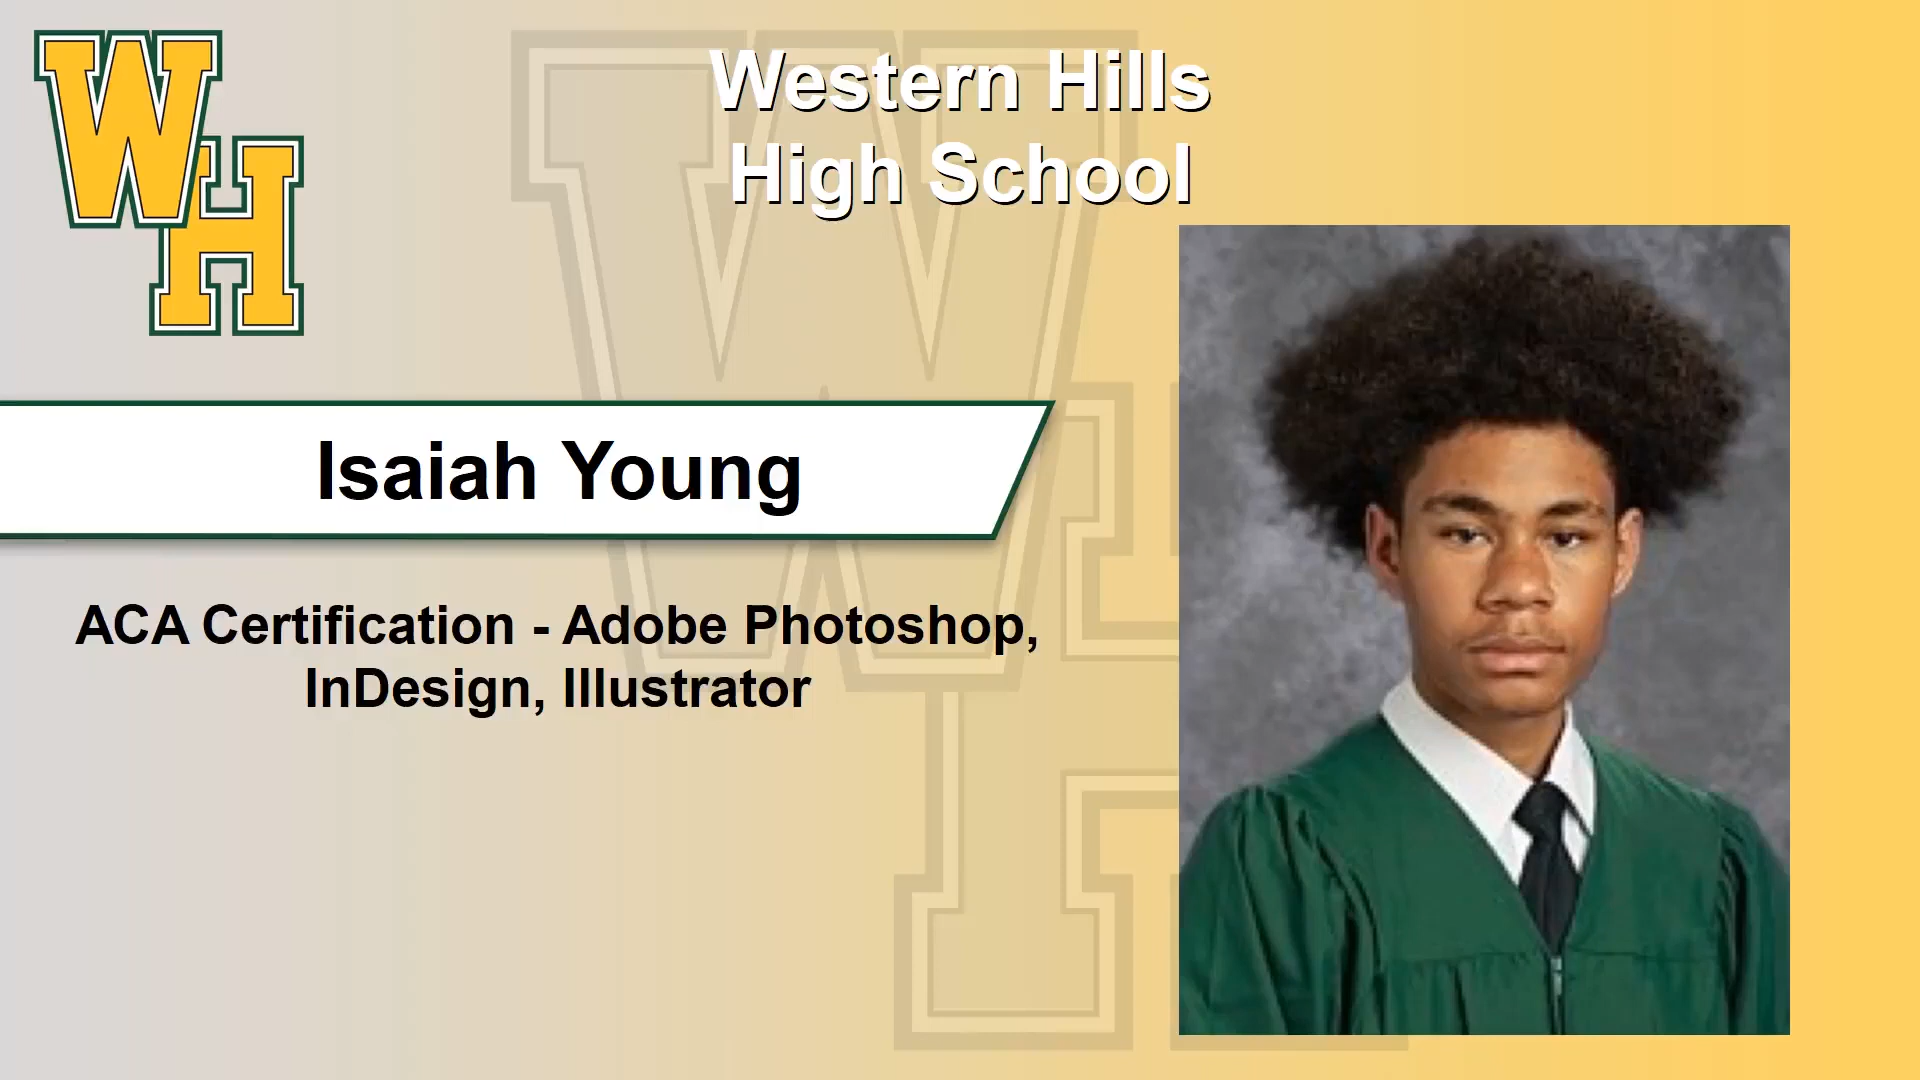 WH
Western Hills
High School
Isaiah Young
ACA Certification - Adobe Photoshop,
InDesign, Illustrator